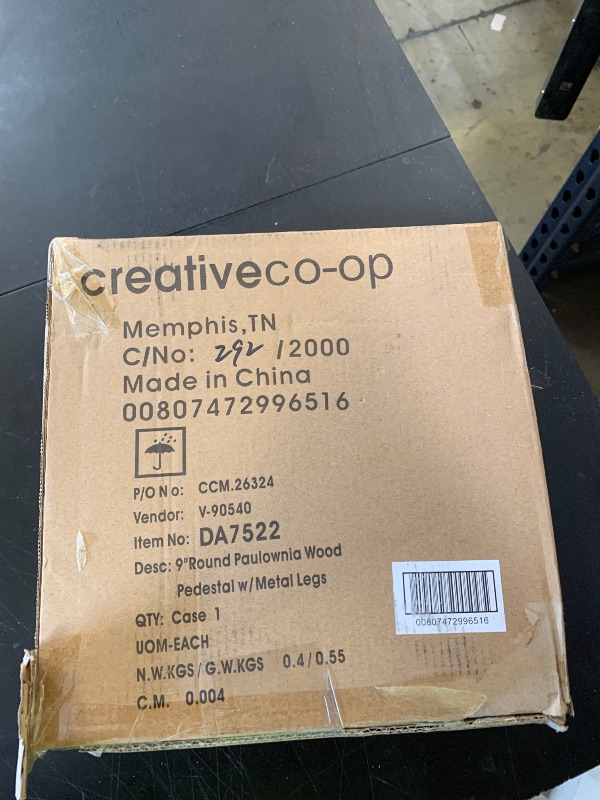 creativeco-op
Memphis,TN
C/No: 292 /2000
Made in China
00807472996516
P/O No: CCM.26324
Vendor: V-90540
Item No: DA7522
Desc: 9"Round Paulownia Wood
Pedestal w/Metal Legs
QTY: Case 1
UOM-EACH
N.W.KGS/G.W.KGS 0.4/0.55
C.M. 0.004
00807472996516